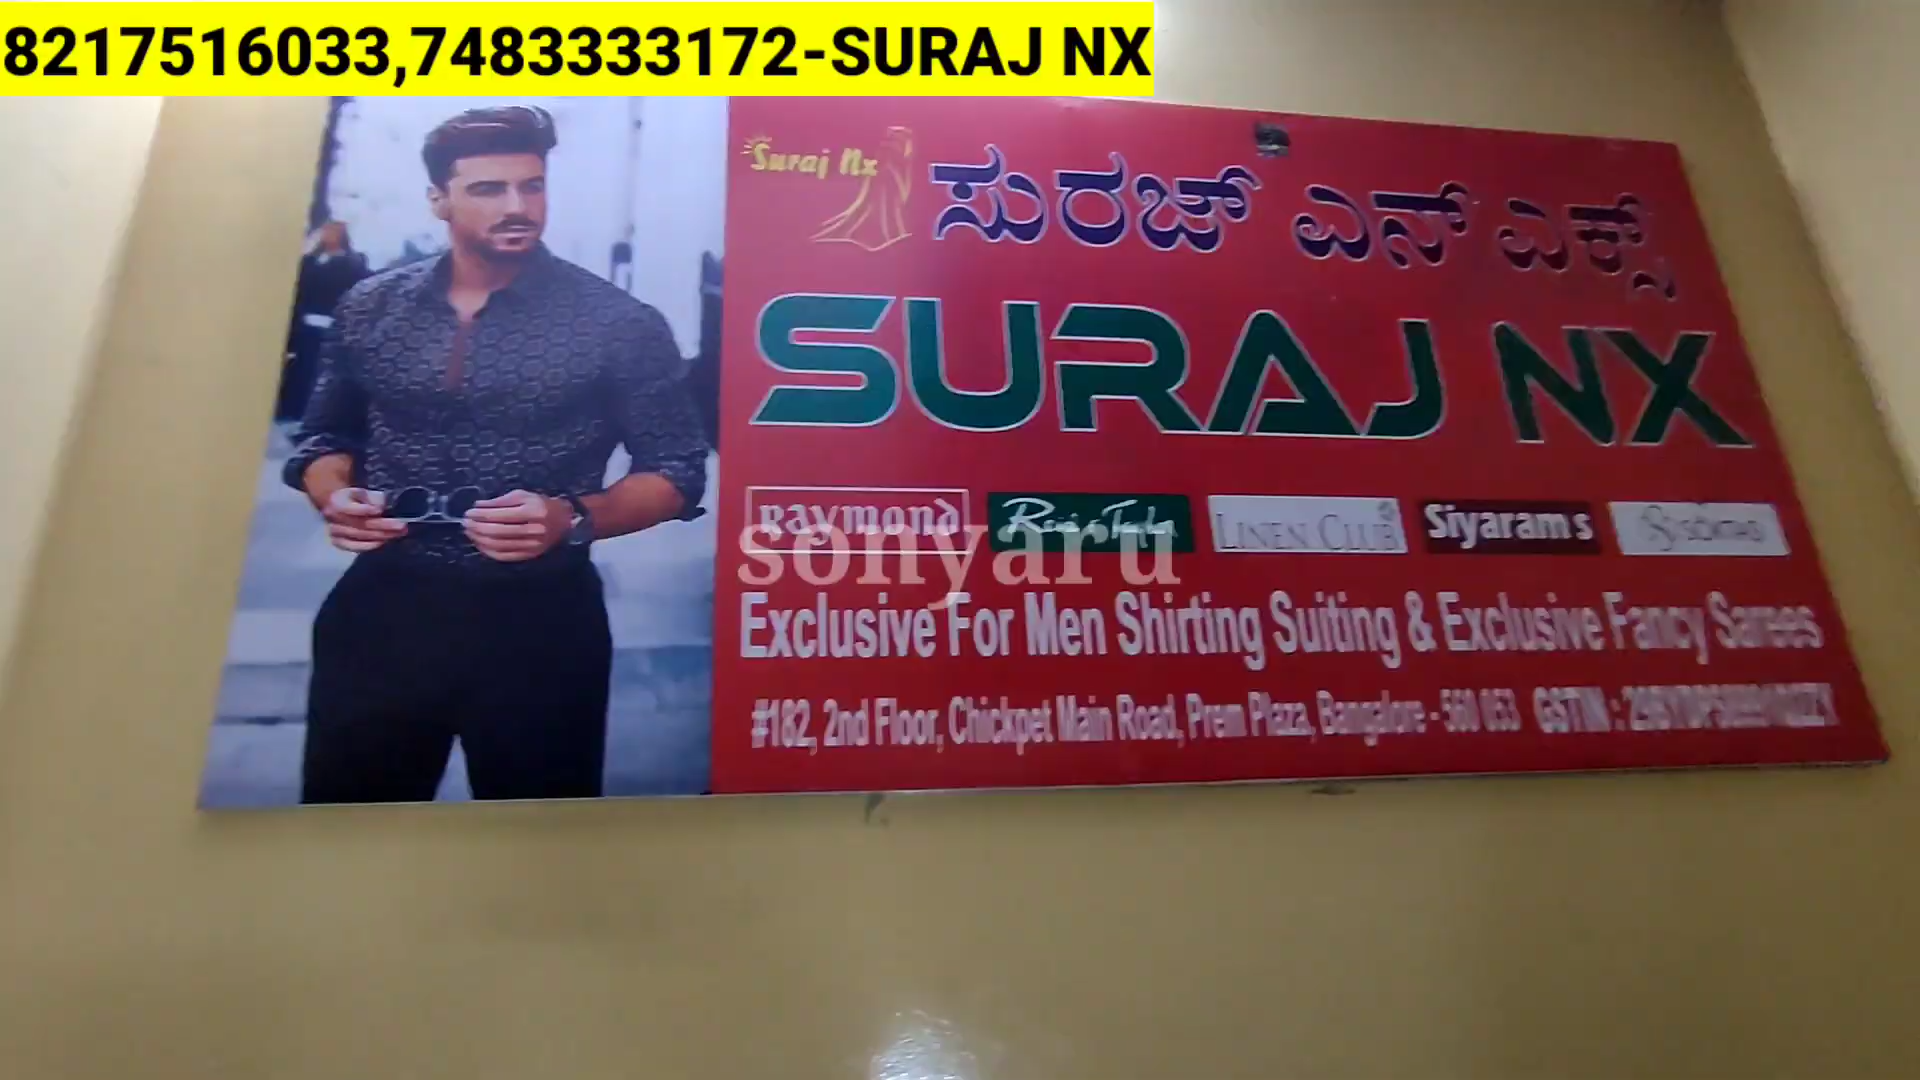 8217516033,7483333172-SURAJ NX
Suraj Nx
ಸುರಜ್ ಎನ್ ಎಕ್ಸ್
SURAJ NX
Raymond
LINEN CLUB
Siyaram's
sonyaru
Exclusive For Men Shirting Suiting & Exclusive Fancy Sarees
#182, 2nd Floor, Chickpet Main Road, Prem Plaza, Bangalore - 560 053 GSTIN :